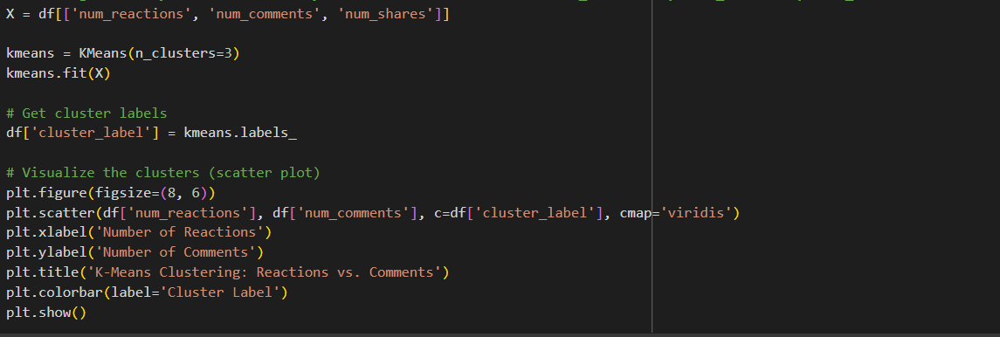 X = df[['num_reactions', 'num_comments', 'num_shares']]
kmeans = KMeans(n_clusters=3)
kmeans.fit(X)
# Get cluster labels
df['cluster_label'] = kmeans.labels_
# Visualize the clusters (scatter plot)
plt.figure(figsize=(8, 6))
plt.scatter(df['num_reactions'], df['num_comments'], c=df['cluster_label'], cmap='viridis')
plt.xlabel('Number of Reactions')
plt.ylabel('Number of Comments')
plt.title('K-Means Clustering: Reactions vs. Comments')
plt.colorbar(label='Cluster Label')
plt.show()